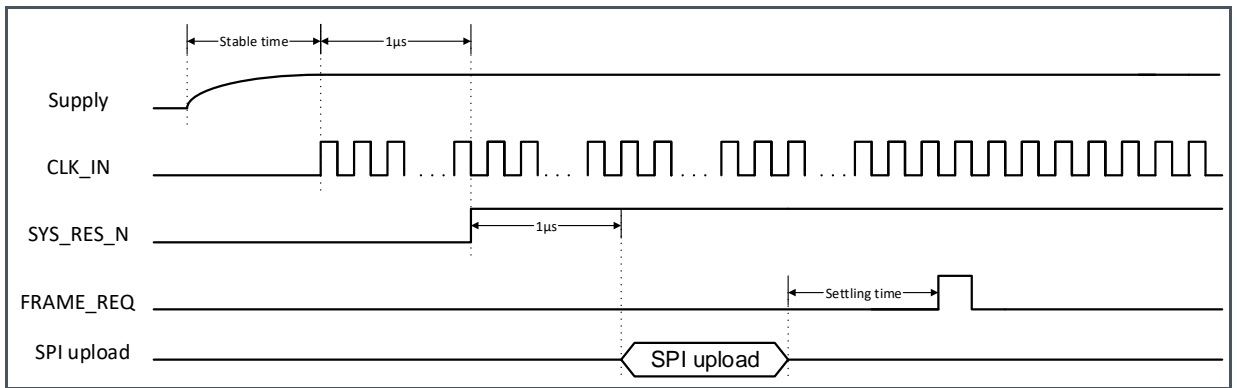 Stable time 1µs
Supply
CLK_IN ... ... ... ...
SYS_RES_N 1µs
FRAME_REQ Settling time
SPI upload SPI upload